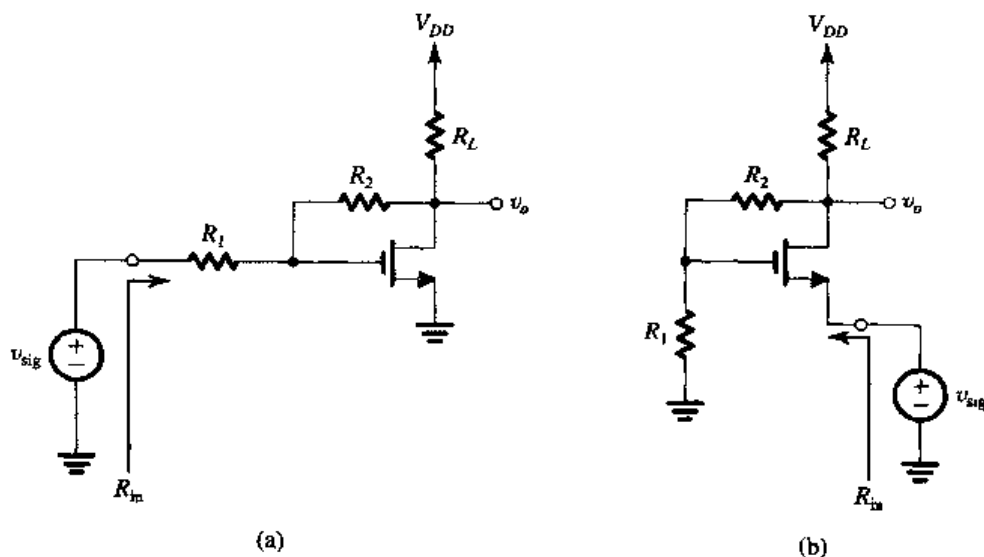 V_DD
R_L
R_2
v_o
R_1
v_sig
+
−
R_in
(a)
V_DD
R_L
R_2
v_o
R_1
+
−
v_sig
R_in
(b)